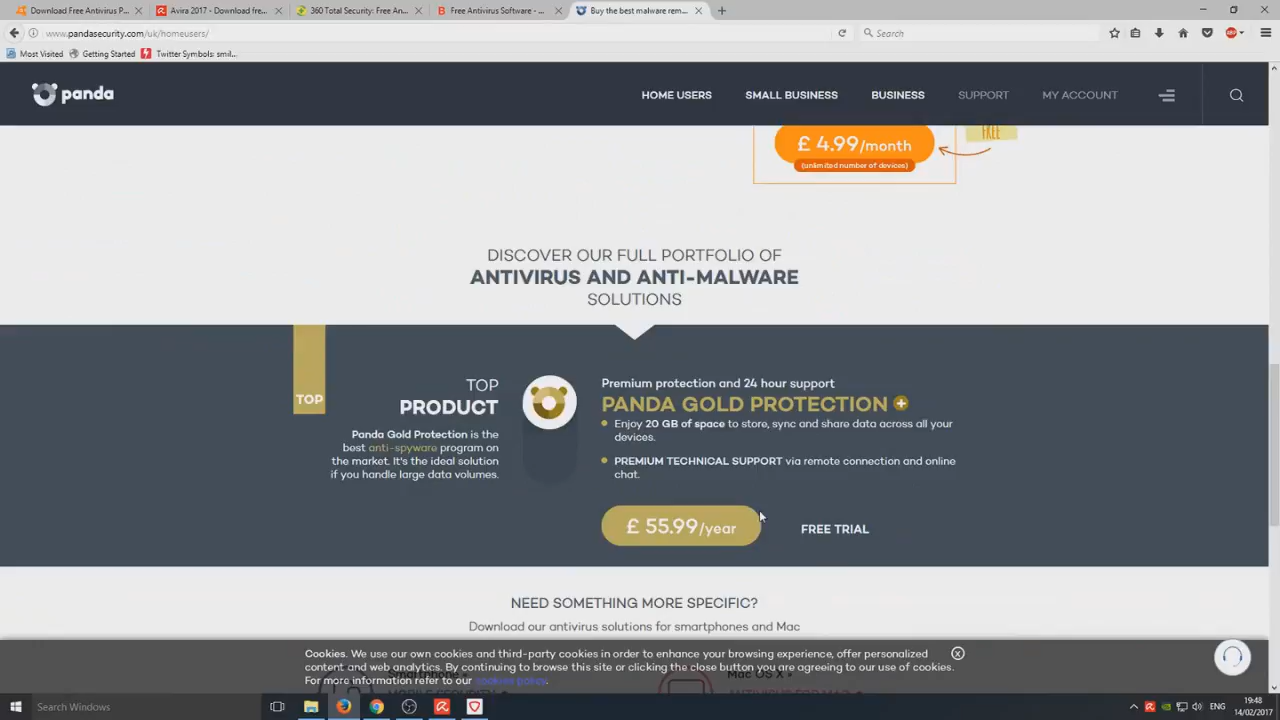 Download Free Antivirus P...
Avira 2017 - Download fre...
360 Total Security: Free An...
Free Antivirus Software - ...
Buy the best malware rem...
www.pandasecurity.com/uk/homeusers/
Search
Most Visited
Getting Started
Twitter Symbols: smil...
panda
HOME USERS
SMALL BUSINESS
BUSINESS
SUPPORT
MY ACCOUNT
FREE
£ 4.99/month
(unlimited number of devices)
DISCOVER OUR FULL PORTFOLIO OF
ANTIVIRUS AND ANTI-MALWARE
SOLUTIONS
TOP
TOP
PRODUCT
Panda Gold Protection is the
best anti-spyware program on
the market. It's the ideal solution
if you handle large data volumes.
Premium protection and 24 hour support
PANDA GOLD PROTECTION
Enjoy 20 GB of space to store, sync and share data across all your
devices.
PREMIUM TECHNICAL SUPPORT via remote connection and online
chat.
£ 55.99/year
FREE TRIAL
NEED SOMETHING MORE SPECIFIC?
Download our antivirus solutions for smartphones and Mac
Cookies. We use our own cookies and third-party cookies in order to enhance your browsing experience, offer personalized
content and web analytics. By continuing to browse this site or clicking the close button you are agreeing to our use of cookies.
For more information refer to our cookies policy.
Smartphone
MOBILE SECURITY
Mac OS X
ANTIVIRUS FOR MAC
Search Windows
ENG
19:48
14/02/2017